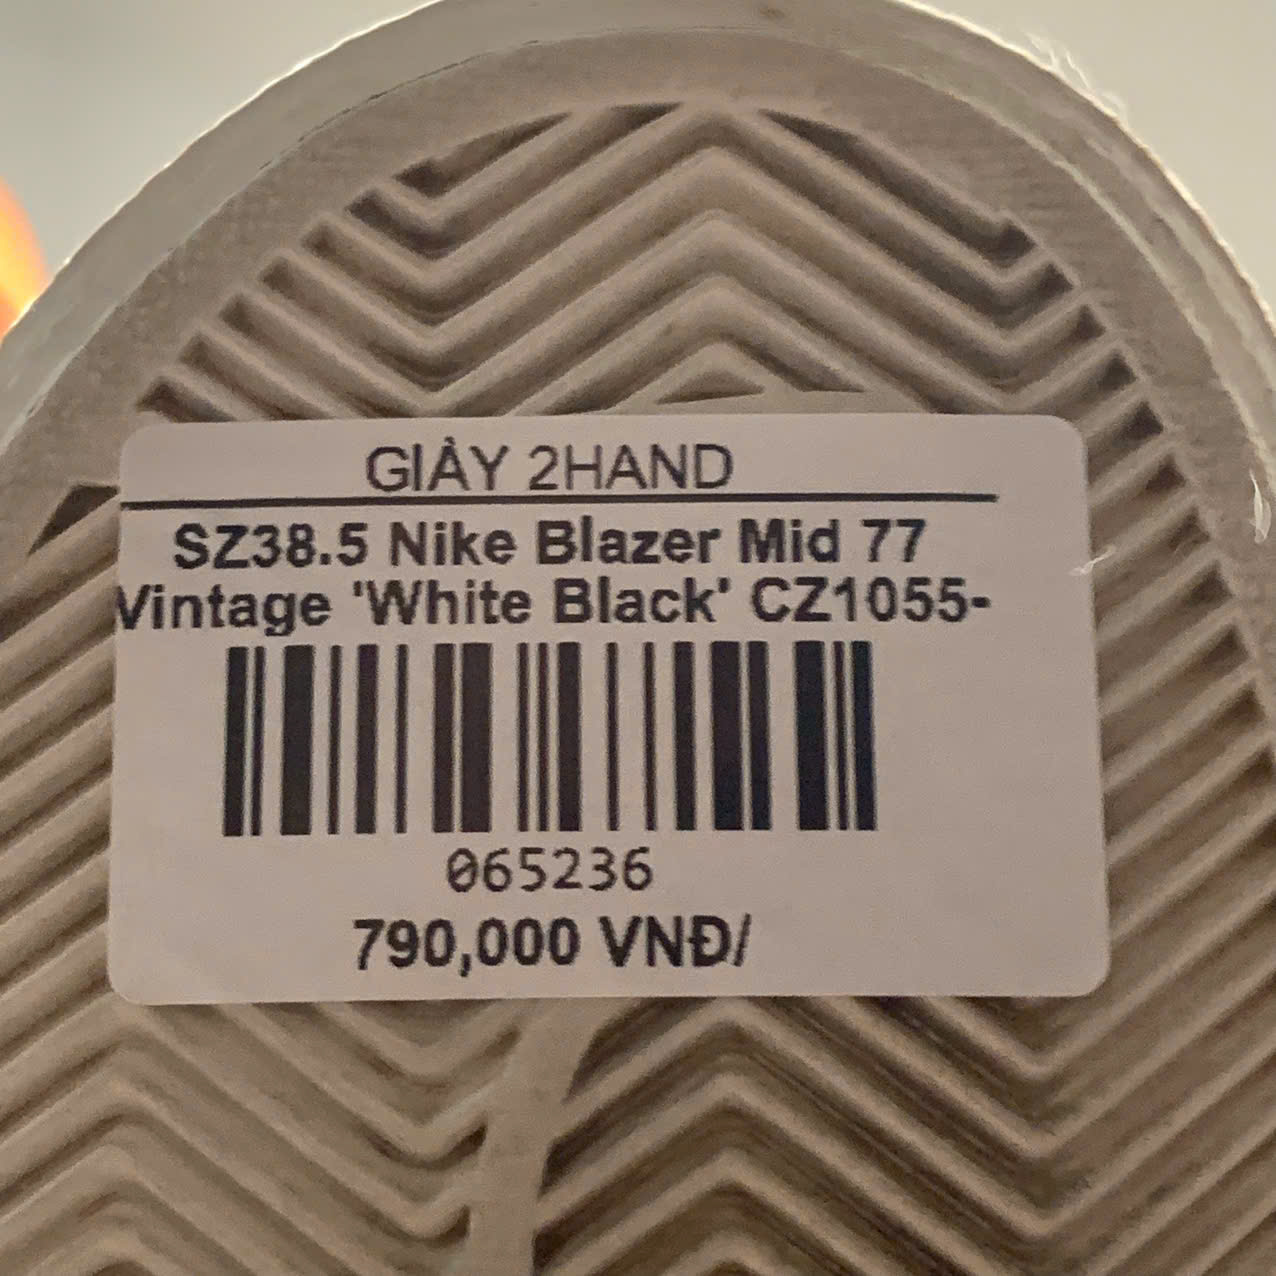 GIÀY 2HAND
SZ38.5 Nike Blazer Mid 77
Vintage 'White Black' CZ1055-
065236
790,000 VNĐ/